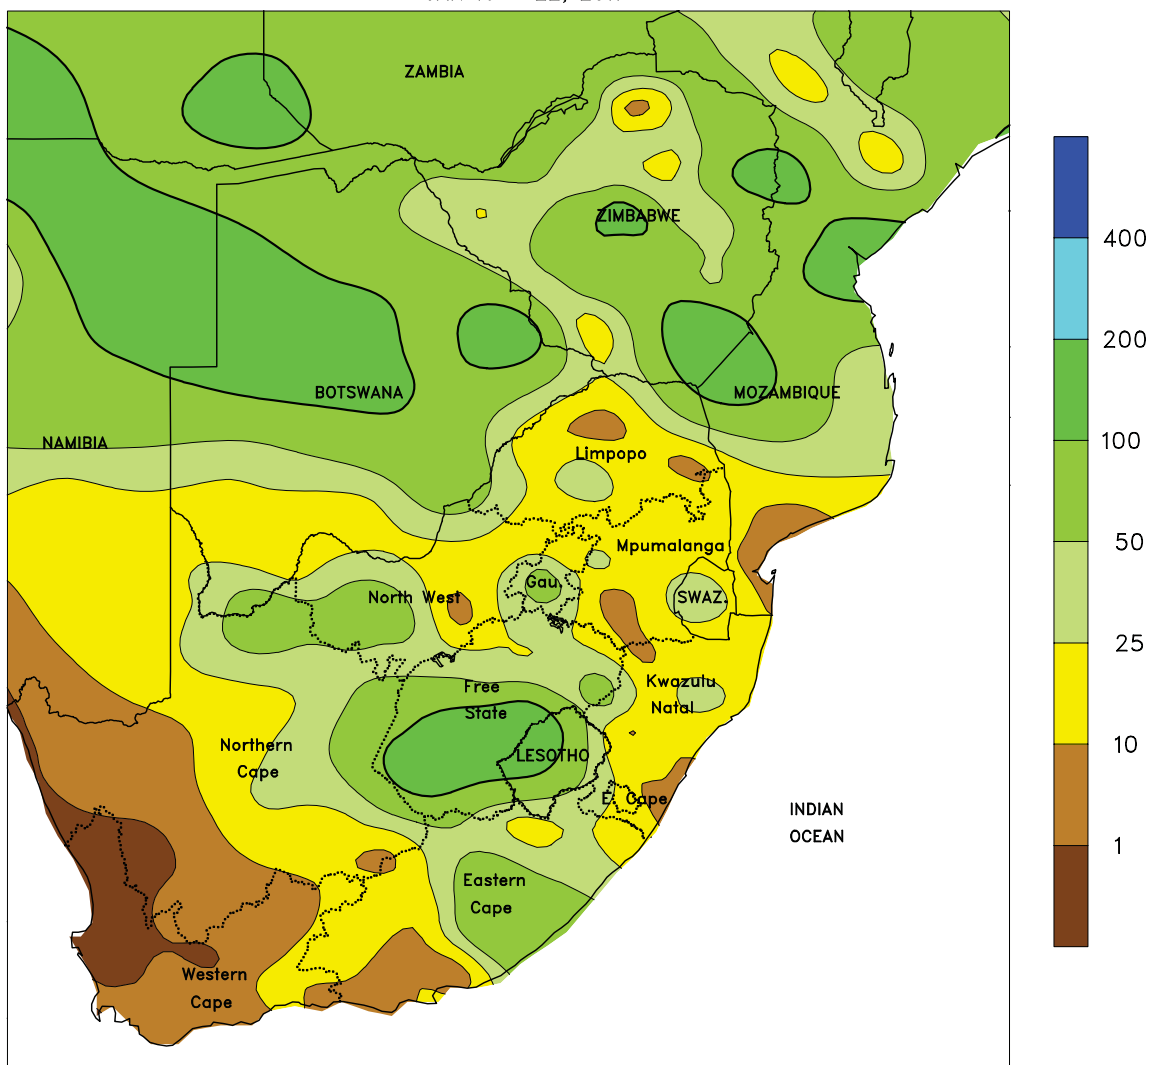 ZAMBIA
ZIMBABWE
400
200
BOTSWANA
MOZAMBIQUE
NAMIBIA
100
Limpopo
Mpumalanga
50
Gau.
North West
SWAZ.
25
Free
State
Kwazulu
Natal
Northern
Cape
LESOTHO
10
E. Cape
INDIAN
OCEAN
1
Eastern
Cape
Western
Cape